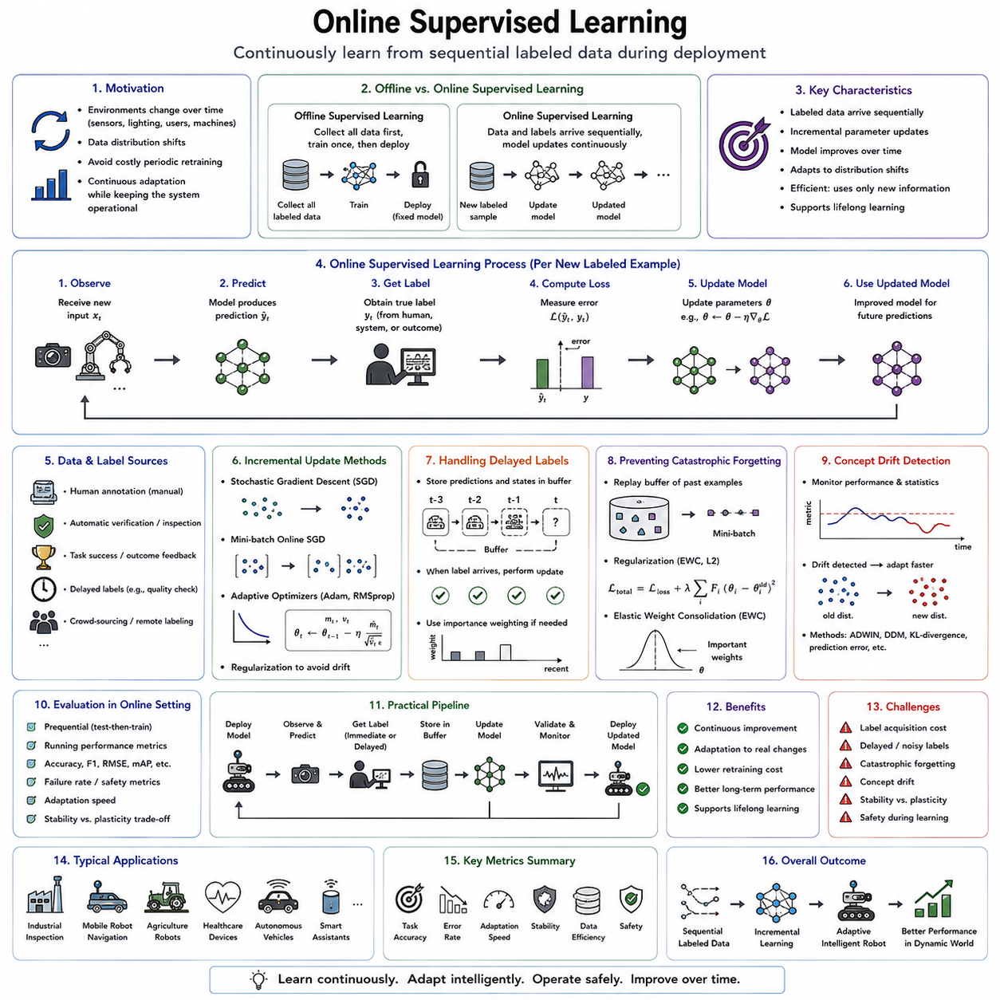 Online Supervised Learning
Continuously learn from sequential labeled data during deployment
1. Motivation
• Environments change over time
(sensors, lighting, users, machines)
• Data distribution shifts
• Avoid costly periodic retraining
• Continuous adaptation
while keeping the system
operational
2. Offline vs. Online Supervised Learning
Offline Supervised Learning
Collect all data first,
train once, then deploy
Collect all
labeled data
Train
Deploy
(fixed model)
Online Supervised Learning
Data and labels arrive sequentially,
model updates continuously
...
New labeled
sample
Update
model
Updated
model
3. Key Characteristics
• Labeled data arrive sequentially
• Incremental parameter updates
• Model improves over time
• Adapts to distribution shifts
• Efficient: uses only new information
• Supports lifelong learning
4. Online Supervised Learning Process (Per New Labeled Example)
1. Observe
Receive new
input xₜ
...
2. Predict
Model produces
prediction ŷₜ
3. Get Label
Obtain true label
yₜ (from human,
system, or outcome)
4. Compute Loss
Measure error
ℒ(ŷₜ, yₜ)
error
ŷₜ y
5. Update Model
Update parameters θ
e.g., θ ← θ − η∇θℒ
6. Use Updated Model
Improved model for
future predictions
5. Data & Label Sources
• Human annotation (manual)
• Automatic verification / inspection
• Task success / outcome feedback
• Delayed labels (e.g., quality check)
• Crowd-sourcing / remote labeling
...
6. Incremental Update Methods
• Stochastic Gradient Descent (SGD)
• Mini-batch Online SGD
• Adaptive Optimizers (Adam, RMSprop)
mₜ, vₜ
θₜ ← θₜ₋₁ − η m̂ₜ / √v̂ₜ ε
• Regularization to avoid drift
7. Handling Delayed Labels
• Store predictions and states in buffer
t-3 t-2 t-1 t
?
Buffer
• When label arrives, perform update
• Use importance weighting if needed
weight
recent
8. Preventing Catastrophic Forgetting
• Replay buffer of past examples
Mini-batch
• Regularization (EWC, L2)
ℒtotal = ℒloss + λ ∑i Fi (θi − θi^old)²
• Elastic Weight Consolidation (EWC)
Important
weights
θ
9. Concept Drift Detection
• Monitor performance & statistics
metric
time
• Drift detected → adapt faster
old dist. new dist.
• Methods: ADWIN, DDM, KL-divergence,
prediction error, etc.
10. Evaluation in Online Setting
Prequential (test-then-train)
Running performance metrics
Accuracy, F1, RMSE, mAP, etc.
Failure rate / safety metrics
Adaptation speed
Stability vs. plasticity trade-off
11. Practical Pipeline
Deploy
Model
Observe &
Predict
Get Label
(Immediate or
Delayed)
Store in
Buffer
Update
Model
Validate &
Monitor
Deploy
Updated
Model
12. Benefits
Continuous improvement
Adaptation to real changes
Lower retraining cost
Better long-term performance
Supports lifelong learning
13. Challenges
Label acquisition cost
Delayed / noisy labels
Catastrophic forgetting
Concept drift
Stability vs. plasticity
Safety during learning
14. Typical Applications
Industrial
Inspection
Mobile Robot
Navigation
Agriculture
Robots
Healthcare
Devices
Autonomous
Vehicles
Smart
Assistants
...
15. Key Metrics Summary
Task
Accuracy
Error
Rate
Adaptation
Speed
Stability
Data
Efficiency
Safety
16. Overall Outcome
Sequential
Labeled Data
Incremental
Learning
Adaptive
Intelligent Robot
Better Performance
in Dynamic World
Learn continuously. Adapt intelligently. Operate safely. Improve over time.